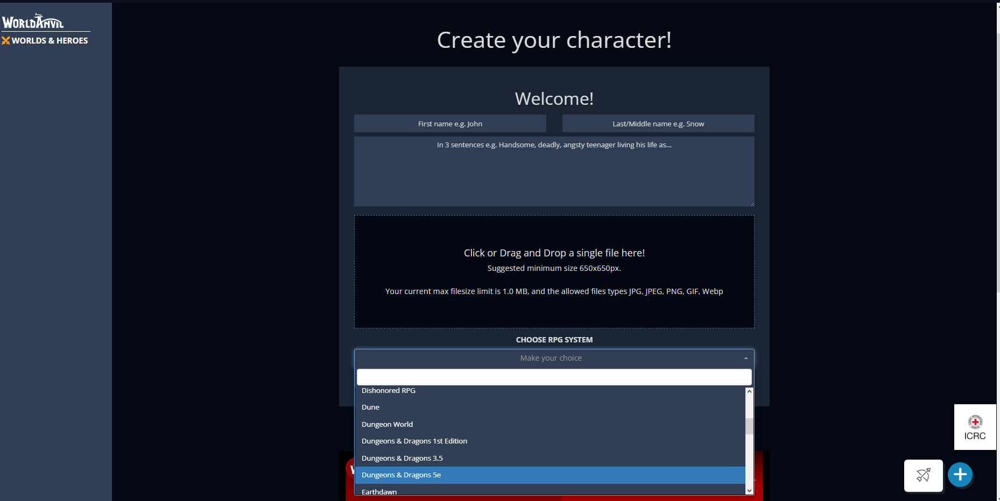 WORLDANVIL
WORLDS & HEROES
Create your character!
Welcome!
First name e.g. John
Last/Middle name e.g. Snow
In 3 sentences e.g. Handsome, deadly, angsty teenager living his life as...
Click or Drag and Drop a single file here!
Suggested minimum size 650x650px.
Your current max filesize limit is 1.0 MB, and the allowed files types JPG, JPEG, PNG, GIF, Webp
CHOOSE RPG SYSTEM
Make your choice
Dishonored RPG
Dune
Dungeon World
Dungeons & Dragons 1st Edition
Dungeons & Dragons 3.5
Dungeons & Dragons 5e
Earthdawn
ICRC